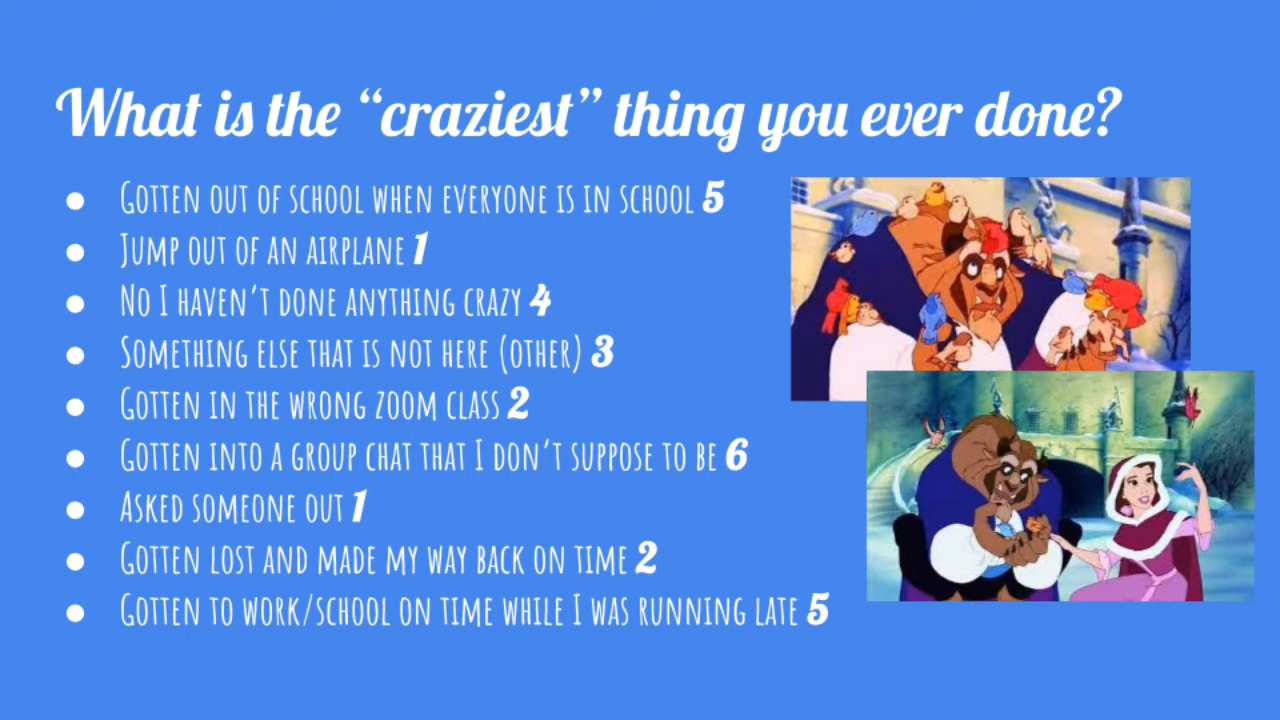 What is the “craziest” thing you ever done?
● Gotten out of school when everyone is in school 5
● Jump out of an airplane 1
● No I haven’t done anything crazy 4
● Something else that is not here (other) 3
● Gotten in the wrong zoom class 2
● Gotten into a group chat that I don’t suppose to be 6
● Asked someone out 1
● Gotten lost and made my way back on time 2
● Gotten to work/school on time while I was running late 5